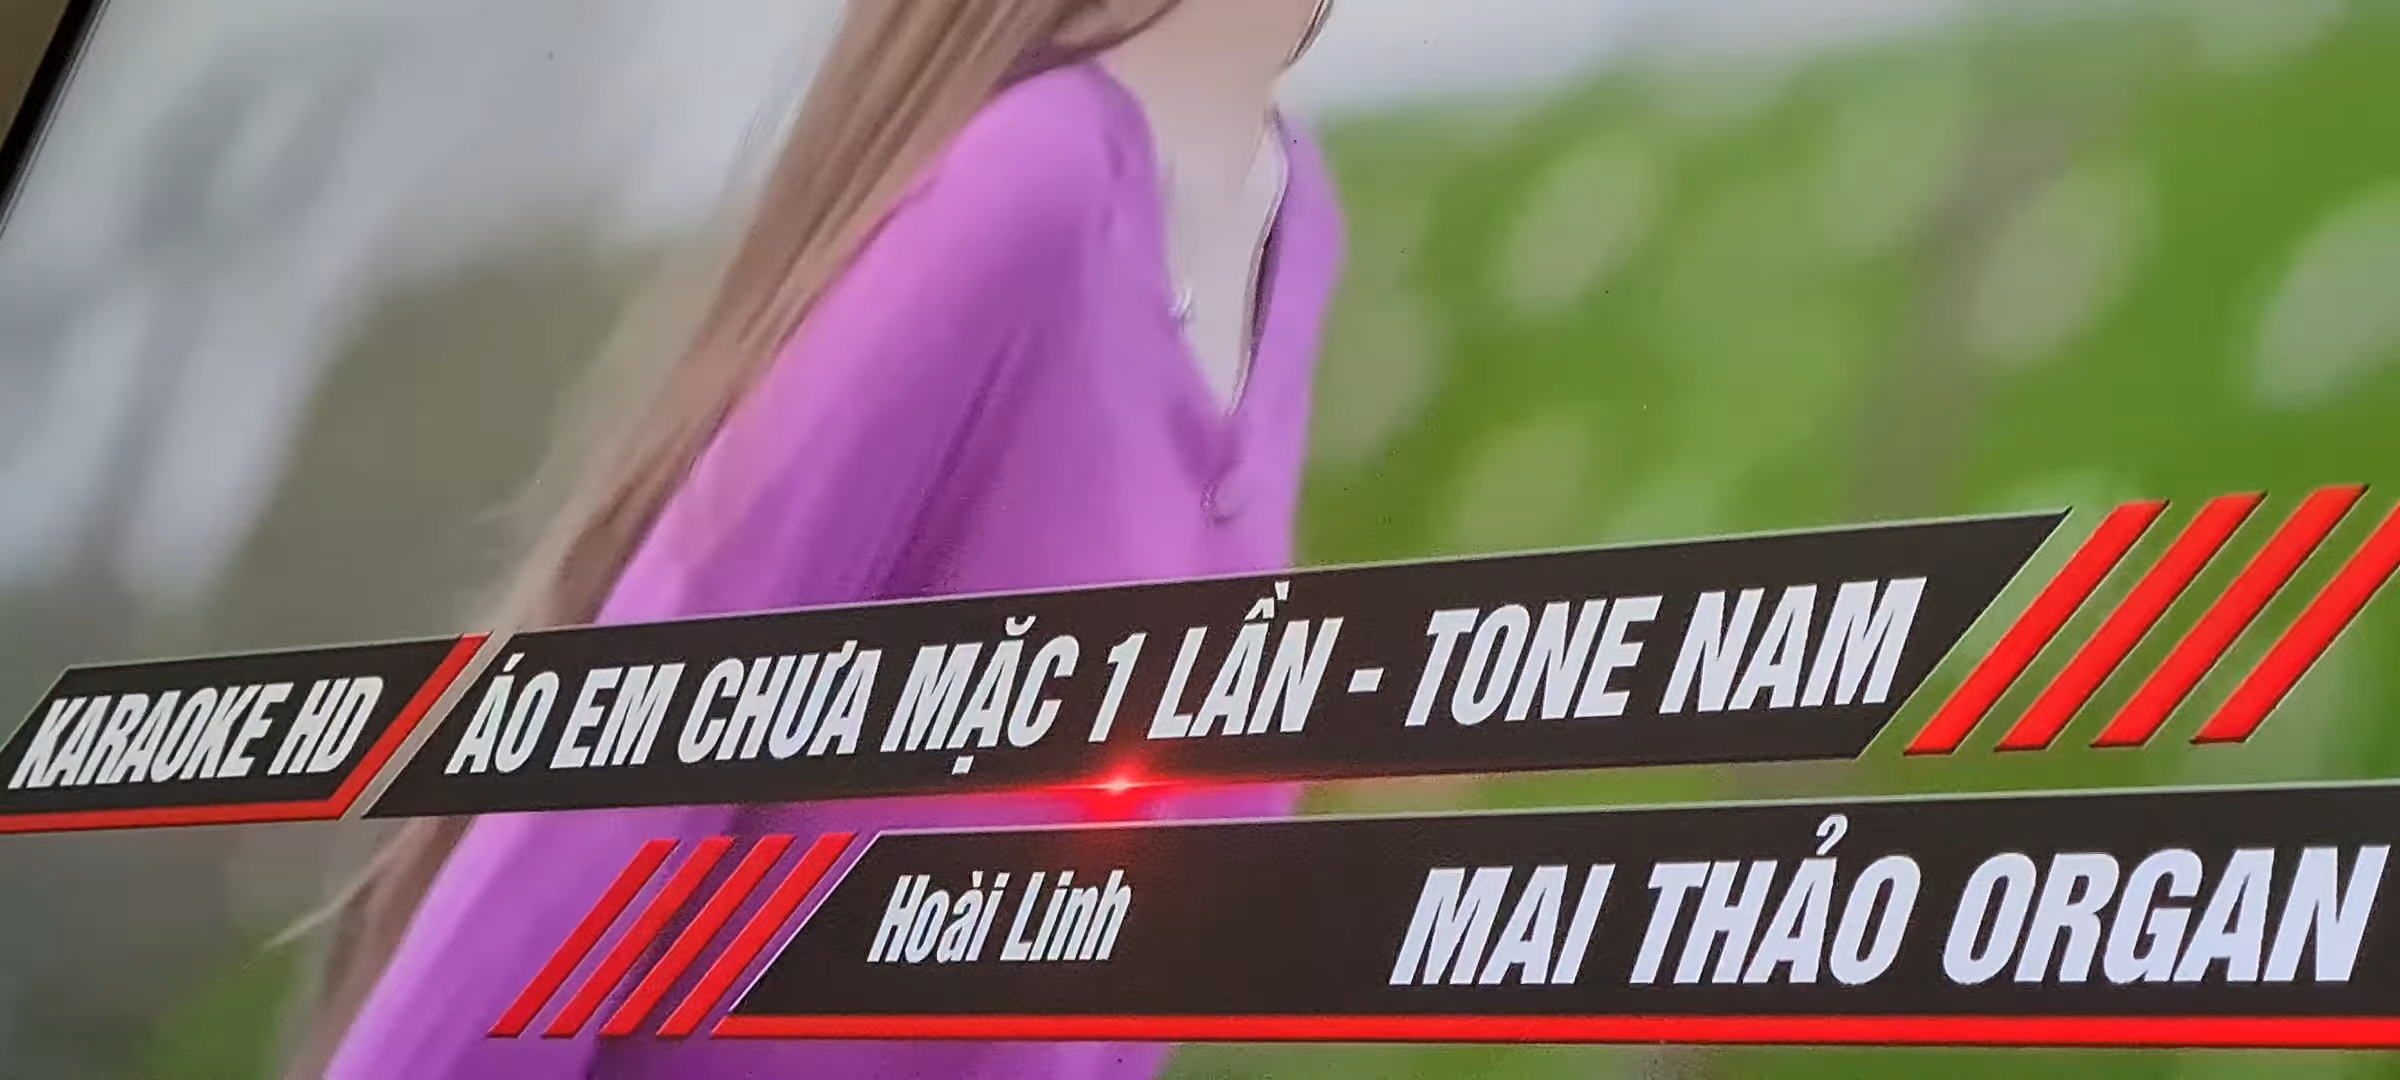 KARAOKE HD
ÁO EM CHƯA MẶC 1 LẦN - TONE NAM
Hoài Linh
MAI THẢO ORGAN